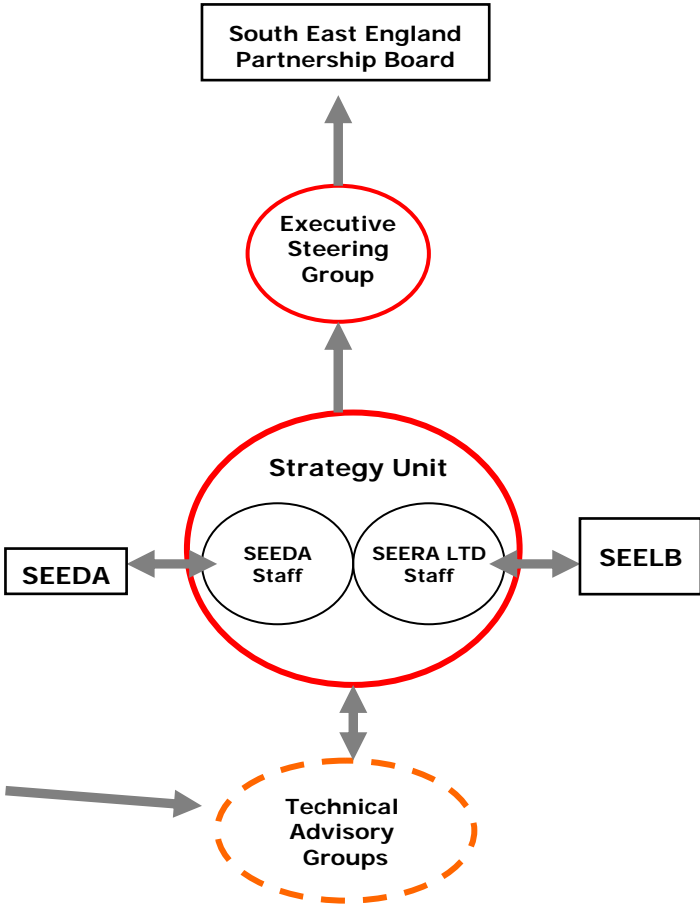 South East England
Partnership Board
Executive
Steering
Group
Strategy Unit
SEEDA
Staff
SEERA LTD
Staff
SEEDA
SEELB
Technical
Advisory
Groups